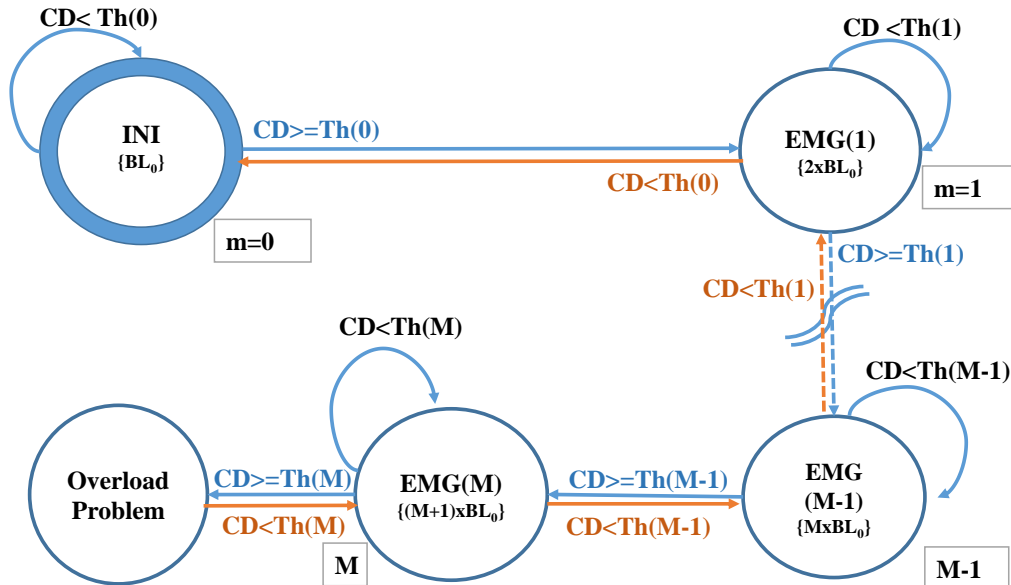 CD< Th(0)
CD <Th(1)
INI
{BL₀}
CD>=Th(0)
CD<Th(0)
EMG(1)
{2xBL₀}
m=0
m=1
CD>=Th(1)
CD<Th(1)
CD<Th(M)
CD<Th(M-1)
Overload
Problem
CD>=Th(M)
CD<Th(M)
EMG(M)
{(M+1)xBL₀}
CD>=Th(M-1)
CD<Th(M-1)
EMG
(M-1)
{MxBL₀}
M
M-1